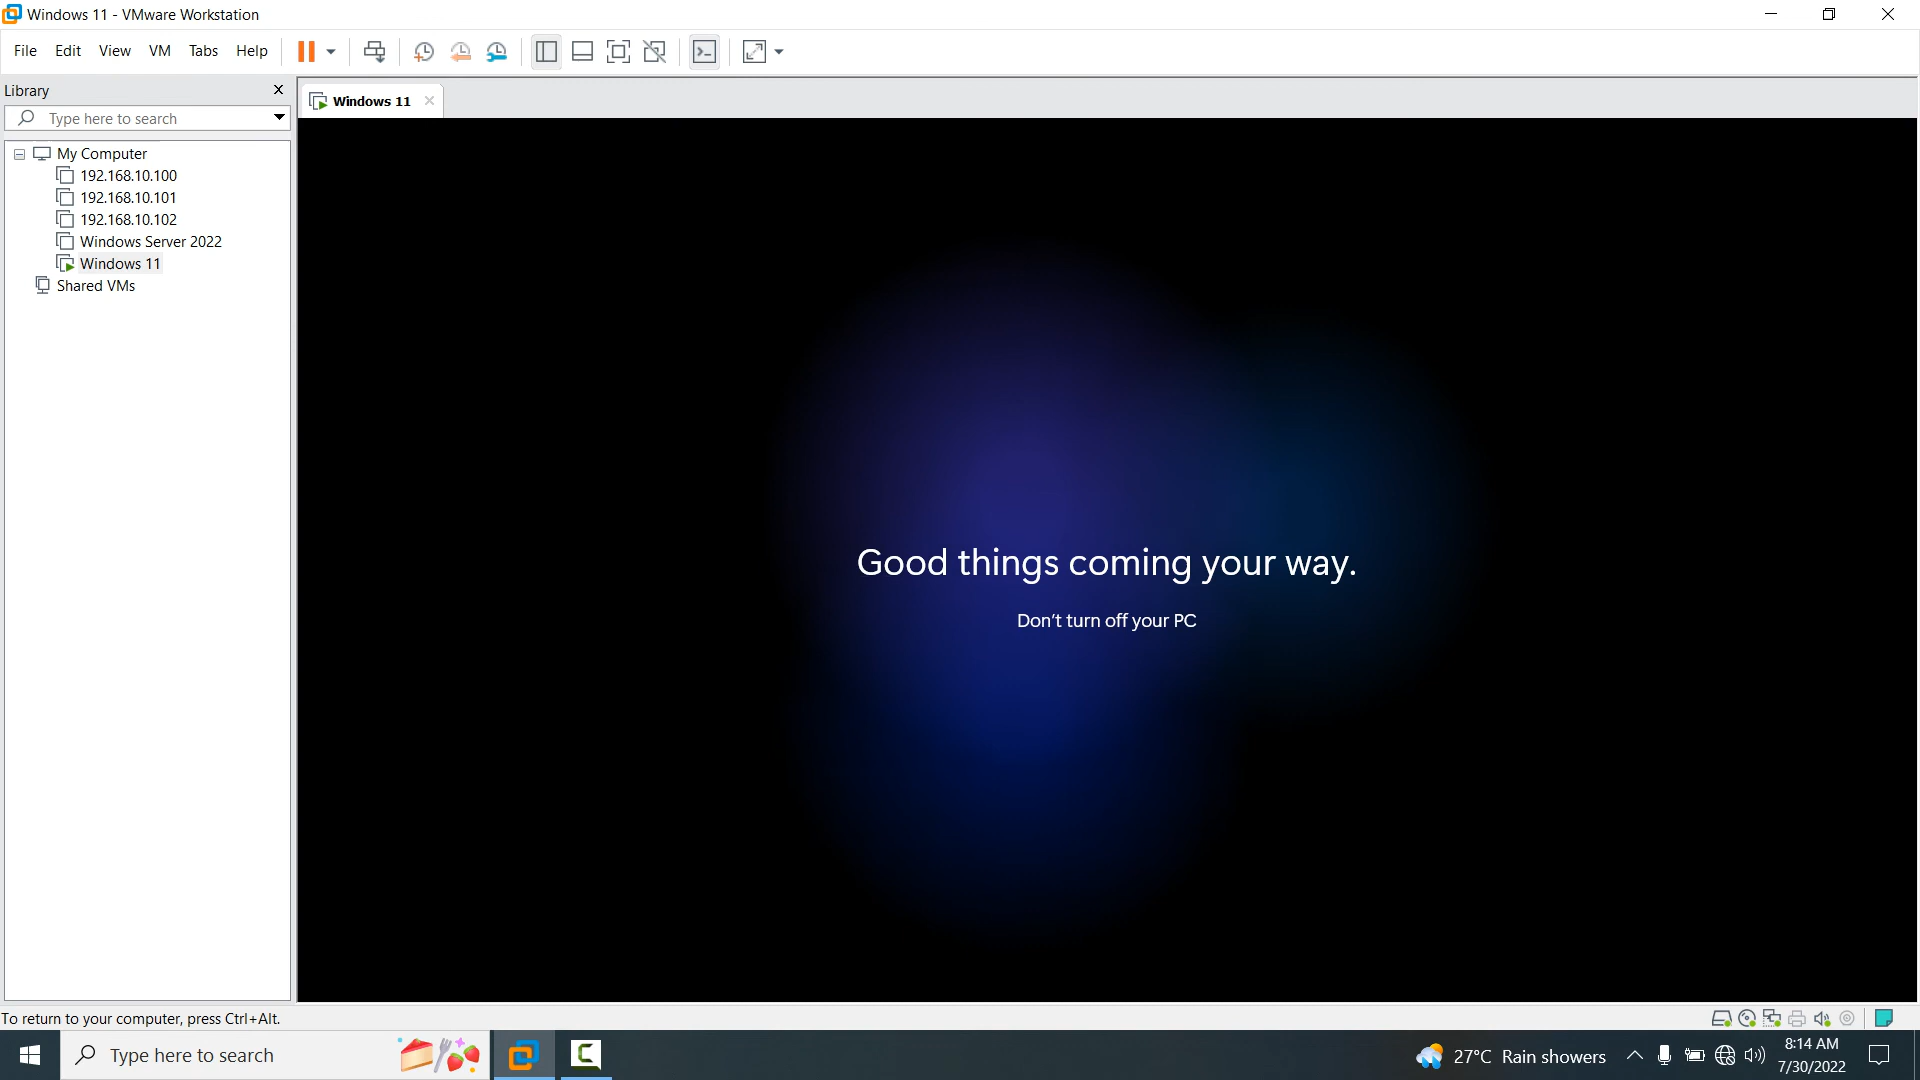 Windows 11 - VMware Workstation
File Edit View VM Tabs Help
Library
Windows 11
Type here to search
My Computer
192.168.10.100
192.168.10.101
192.168.10.102
Windows Server 2022
Windows 11
Shared VMs
Good things coming your way.
Don't turn off your PC
To return to your computer, press Ctrl+Alt.
Type here to search
27°C Rain showers
8:14 AM
7/30/2022